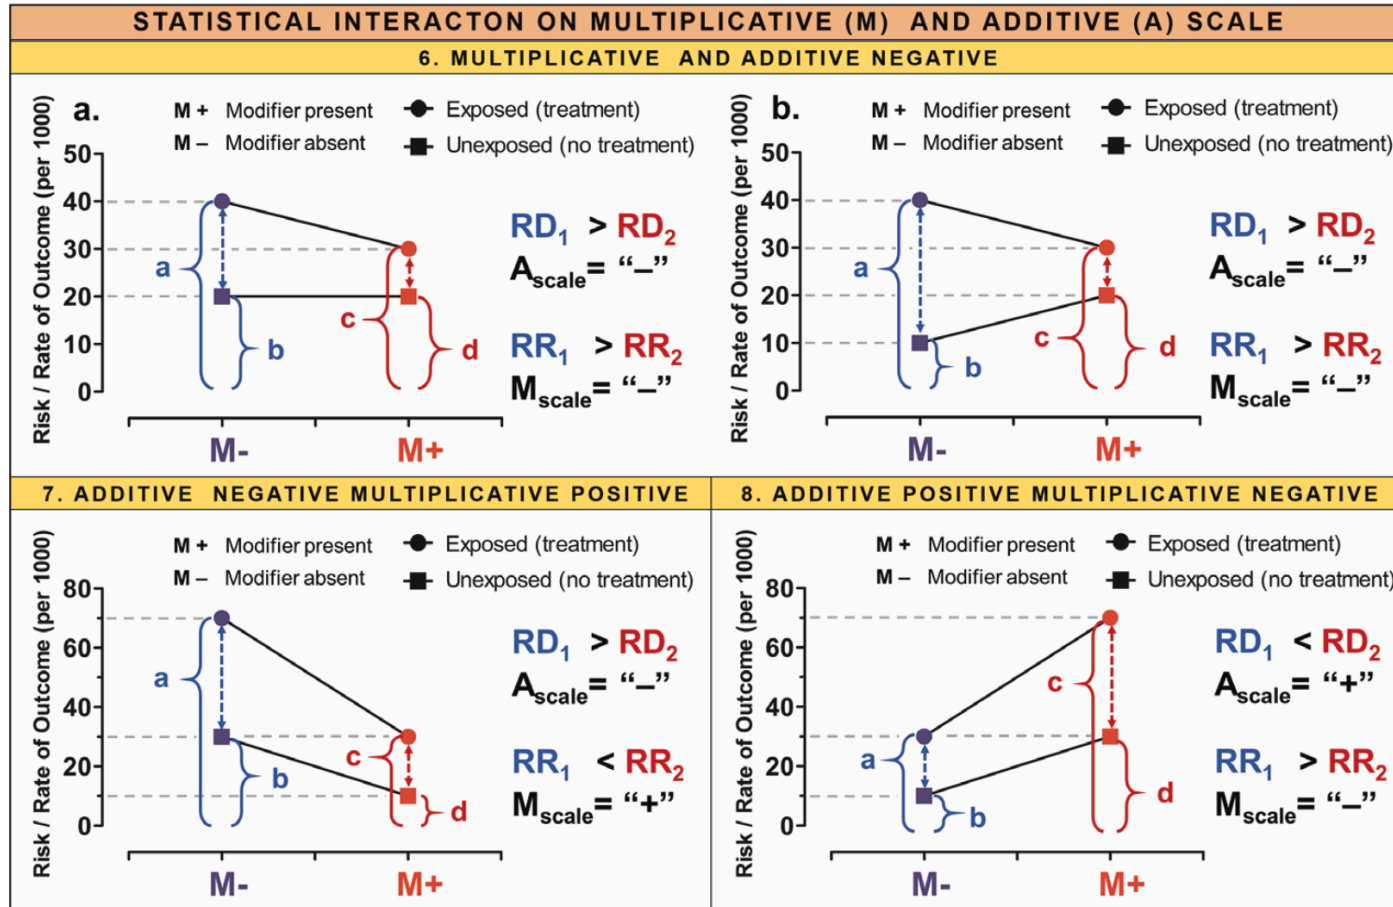 STATISTICAL INTERACTON ON MULTIPLICATIVE (M) AND ADDITIVE (A) SCALE
6. MULTIPLICATIVE AND ADDITIVE NEGATIVE
a.
M + Modifier present
M – Modifier absent
Exposed (treatment)
Unexposed (no treatment)
Risk / Rate of Outcome (per 1000)
50
40
30
20
10
0
a
b
c
d
RD1 > RD2
Ascale= “–”
RR1 > RR2
Mscale= “–”
M-
M+
b.
M + Modifier present
M – Modifier absent
Exposed (treatment)
Unexposed (no treatment)
Risk / Rate of Outcome (per 1000)
50
40
30
20
10
0
a
b
c
d
RD1 > RD2
Ascale= “–”
RR1 > RR2
Mscale= “–”
M-
M+
7. ADDITIVE NEGATIVE MULTIPLICATIVE POSITIVE
M + Modifier present
M – Modifier absent
Exposed (treatment)
Unexposed (no treatment)
Risk / Rate of Outcome (per 1000)
80
60
40
20
0
a
b
c
d
RD1 > RD2
Ascale= “–”
RR1 < RR2
Mscale= “+”
M-
M+
8. ADDITIVE POSITIVE MULTIPLICATIVE NEGATIVE
M + Modifier present
M – Modifier absent
Exposed (treatment)
Unexposed (no treatment)
Risk / Rate of Outcome (per 1000)
80
60
40
20
0
a
b
c
d
RD1 < RD2
Ascale= “+”
RR1 > RR2
Mscale= “–”
M-
M+